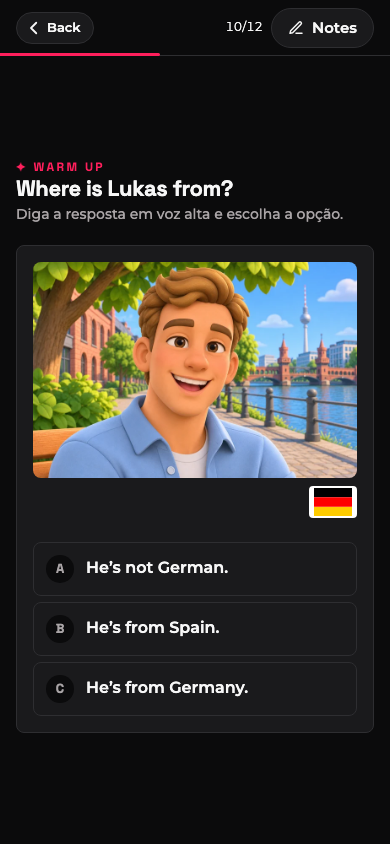 Back
10/12
Notes
WARM UP
Where is Lukas from?
Diga a resposta em voz alta e escolha a opção.
A
He's not German.
B
He's from Spain.
C
He's from Germany.